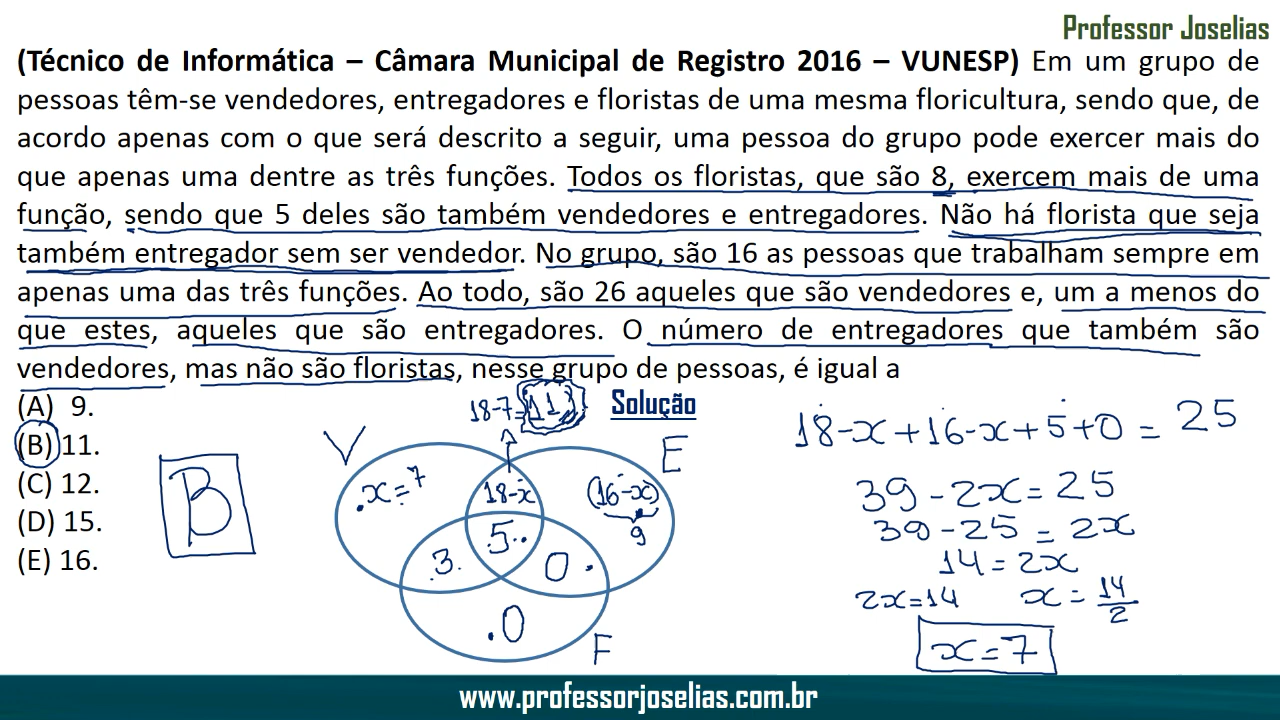 Professor Joselias
(Técnico de Informática – Câmara Municipal de Registro 2016 – VUNESP) Em um grupo de
pessoas têm-se vendedores, entregadores e floristas de uma mesma floricultura, sendo que, de
acordo apenas com o que será descrito a seguir, uma pessoa do grupo pode exercer mais do
que apenas uma dentre as três funções. Todos os floristas, que são 8, exercem mais de uma
função, sendo que 5 deles são também vendedores e entregadores. Não há florista que seja
também entregador sem ser vendedor. No grupo, são 16 as pessoas que trabalham sempre em
apenas uma das três funções. Ao todo, são 26 aqueles que são vendedores e, um a menos do
que estes, aqueles que são entregadores. O número de entregadores que também são
vendedores, mas não são floristas, nesse grupo de pessoas, é igual a
(A) 9.
(B) 11.
(C) 12.
(D) 15.
(E) 16.
B
18-7=11
Solução
V
E
x=7
18-x
(16-x)
9
5
3
0
0
F
18-x+16-x+5+0=25
39-2x=25
39-25=2x
14=2x
2x=14 x=14/2
x=7
www.professorjoselias.com.br